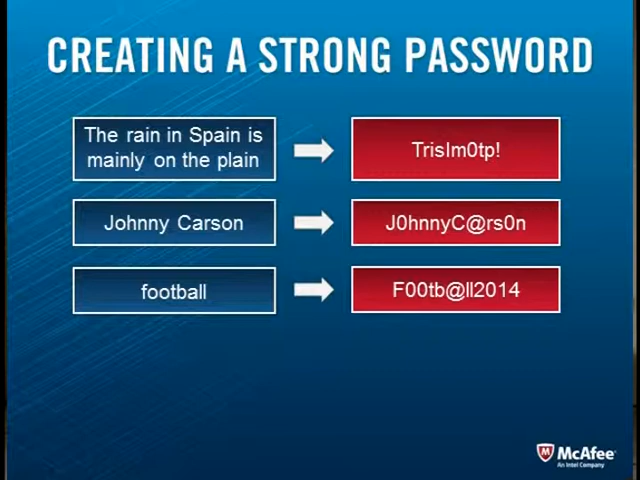 CREATING A STRONG PASSWORD
The rain in Spain is
mainly on the plain
TrisIm0tp!
Johnny Carson
J0hnnyC@rs0n
football
F00tb@ll2014
McAfee
An Intel Company